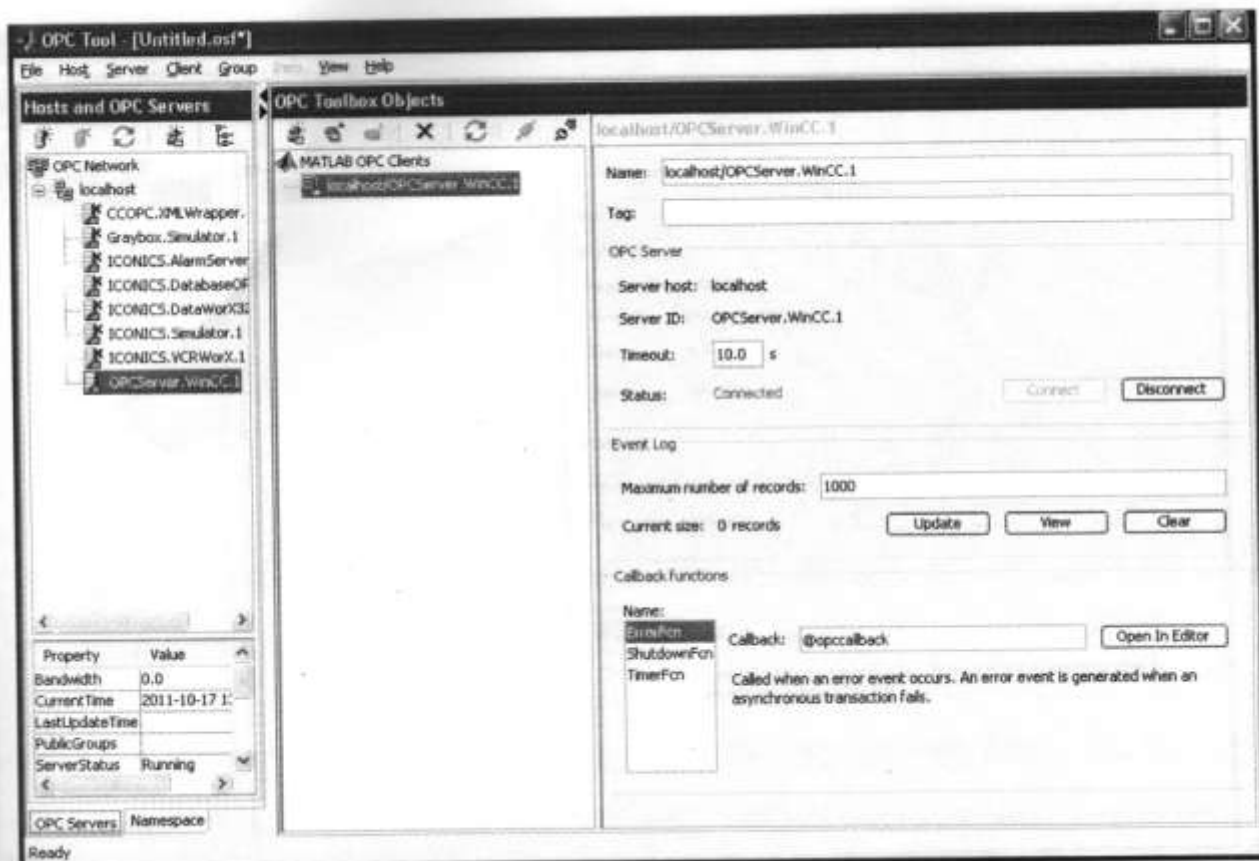 OPC Tool - [Untitled.osf*]
File Host Server Client Group View Help
Hosts and OPC Servers
OPC Network
localhost
CCOPC.XMLWrapper.
Graybox.Simulator.1
ICONICS.AlarmServer
ICONICS.DatabaseOP
ICONICS.DataWorX32
ICONICS.Simulator.1
ICONICS.VCRWorX.1
OPCServer.WinCC.1
Property Value
Bandwidth 0.0
CurrentTime 2011-10-17 1
LastUpdateTime
PublicGroups
ServerStatus Running
OPC Servers Namespace
Ready
OPC Toolbox Objects
MATLAB OPC Clients
localhost/OPCServer.WinCC.1
localhost/OPCServer.WinCC.1
Name: localhost/OPCServer.WinCC.1
Tag:
OPC Server
Server host: localhost
Server ID: OPCServer.WinCC.1
Timeout: 10.0 s
Status: Connected Connect Disconnect
Event Log
Maximum number of records: 1000
Current size: 0 records Update View Clear
Callback functions
Name:
ErrorFcn
ShutdownFcn
TimerFcn
Callback: @opccallback Open In Editor
Called when an error event occurs. An error event is generated when an
asynchronous transaction fails.